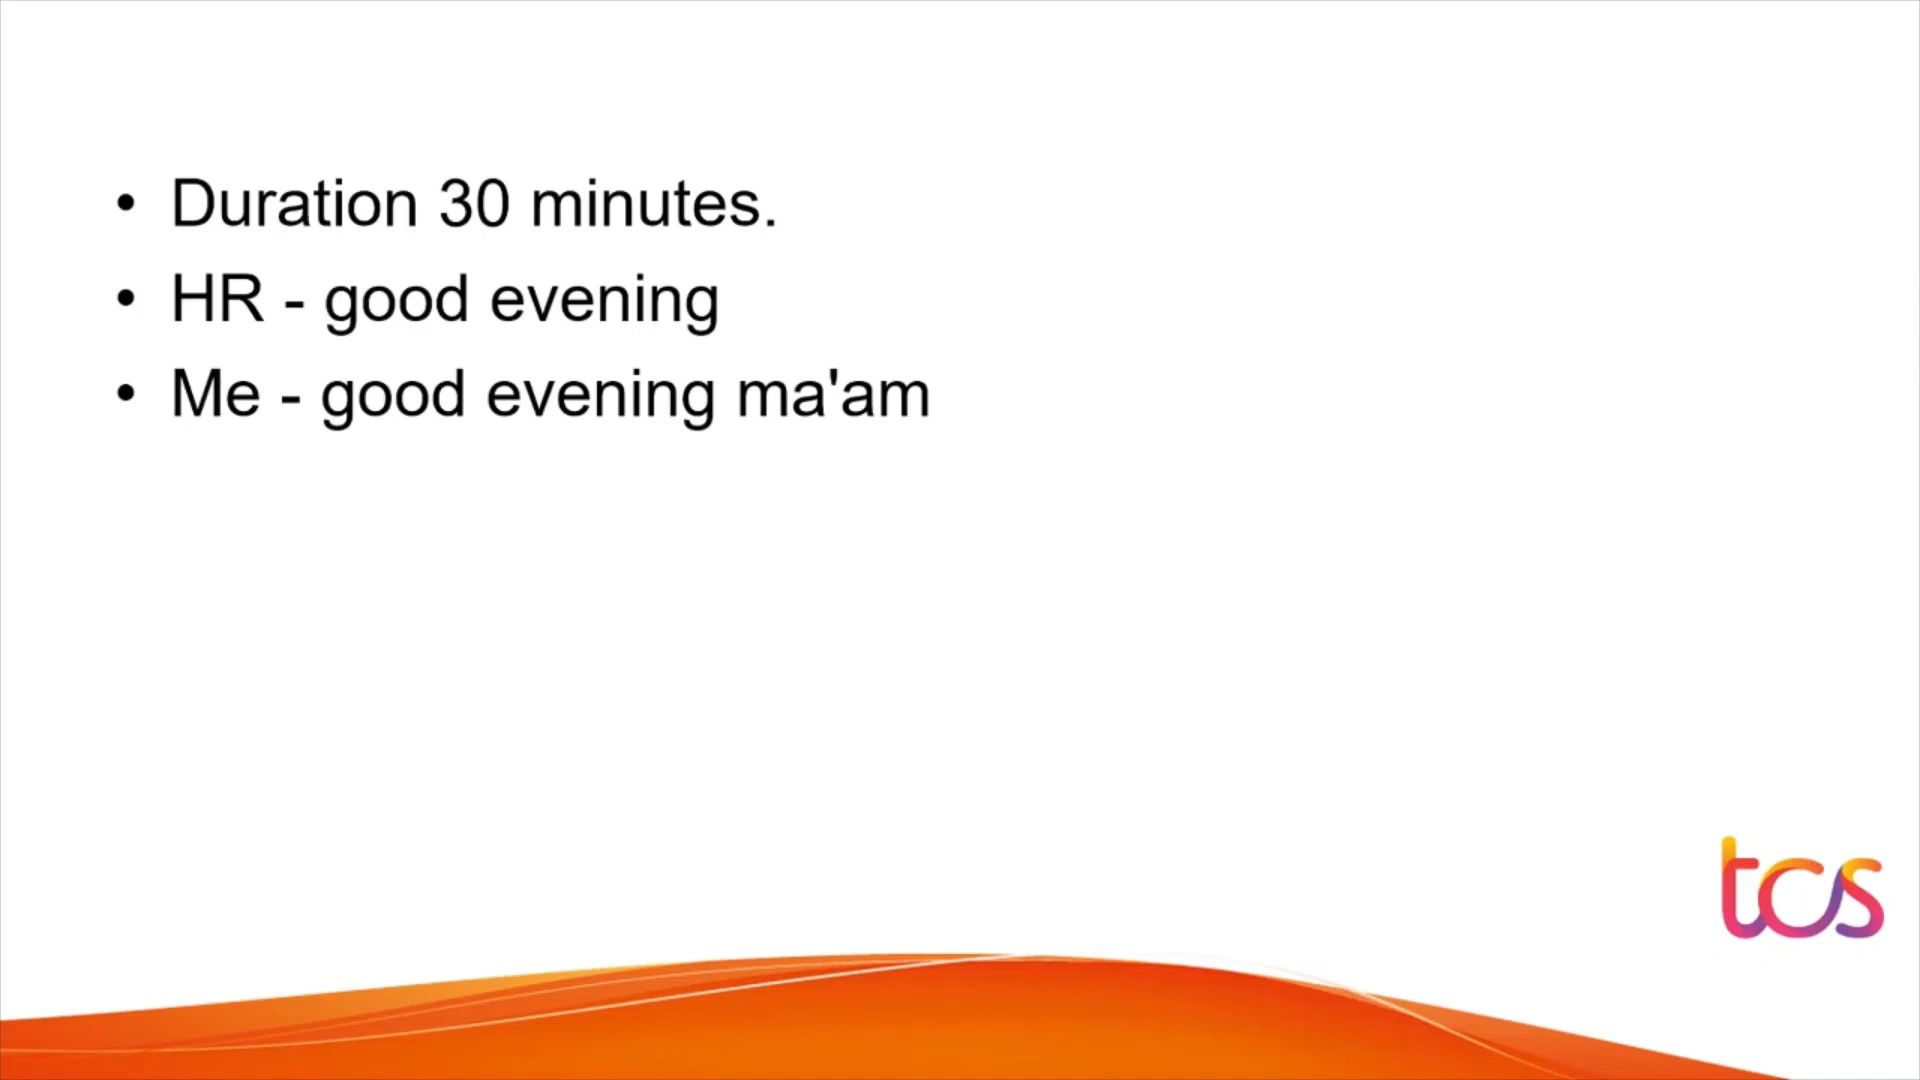 • Duration 30 minutes.
• HR - good evening
• Me - good evening ma'am
tcs